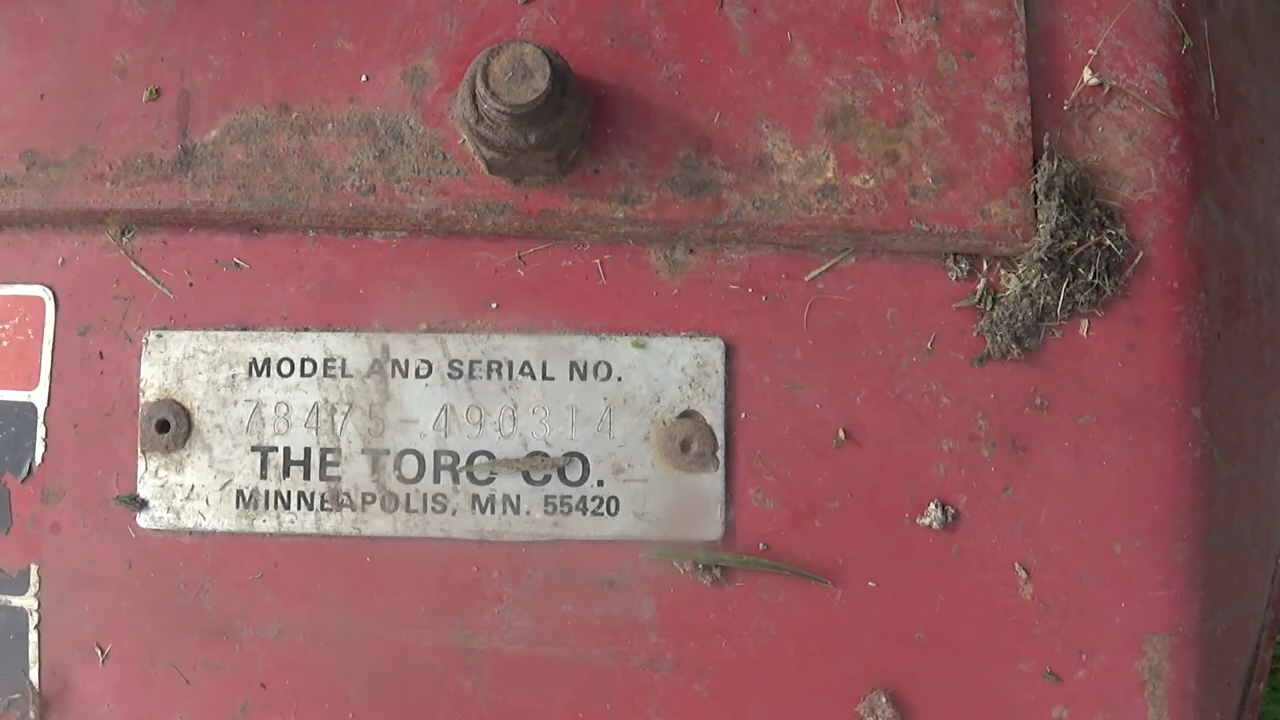 MODEL AND SERIAL NO.
78475-490314
THE TORO CO.
MINNEAPOLIS, MN. 55420